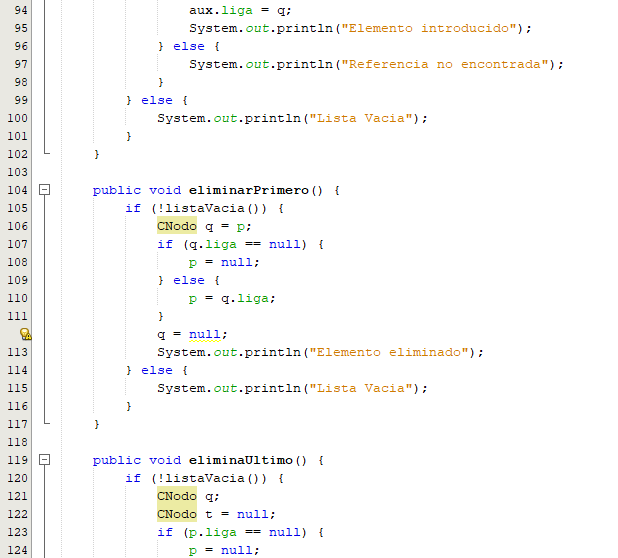 94 aux.liga = q;
95 System.out.println("Elemento introducido");
96 } else {
97 System.out.println("Referencia no encontrada");
98 }
99 } else {
100 System.out.println("Lista Vacia");
101 }
102 }
103
104 public void eliminarPrimero() {
105 if (!listaVacia()) {
106 CNodo q = p;
107 if (q.liga == null) {
108 p = null;
109 } else {
110 p = q.liga;
111 }
q = null;
113 System.out.println("Elemento eliminado");
114 } else {
115 System.out.println("Lista Vacia");
116 }
117 }
118
119 public void eliminaUltimo() {
120 if (!listaVacia()) {
121 CNodo q;
122 CNodo t = null;
123 if (p.liga == null) {
124 p = null;